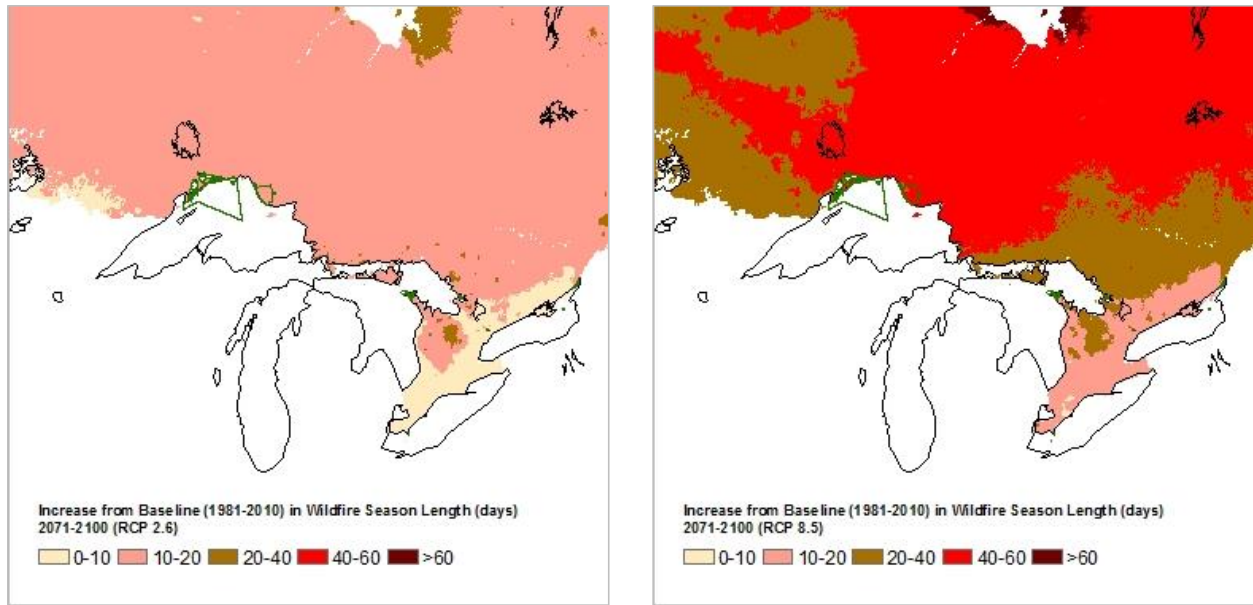 Increase from Baseline (1981-2010) in Wildfire Season Length (days)
2071-2100 (RCP 2.6)
0-10 10-20 20-40 40-60 >60
Increase from Baseline (1981-2010) in Wildfire Season Length (days)
2071-2100 (RCP 8.5)
0-10 10-20 20-40 40-60 >60